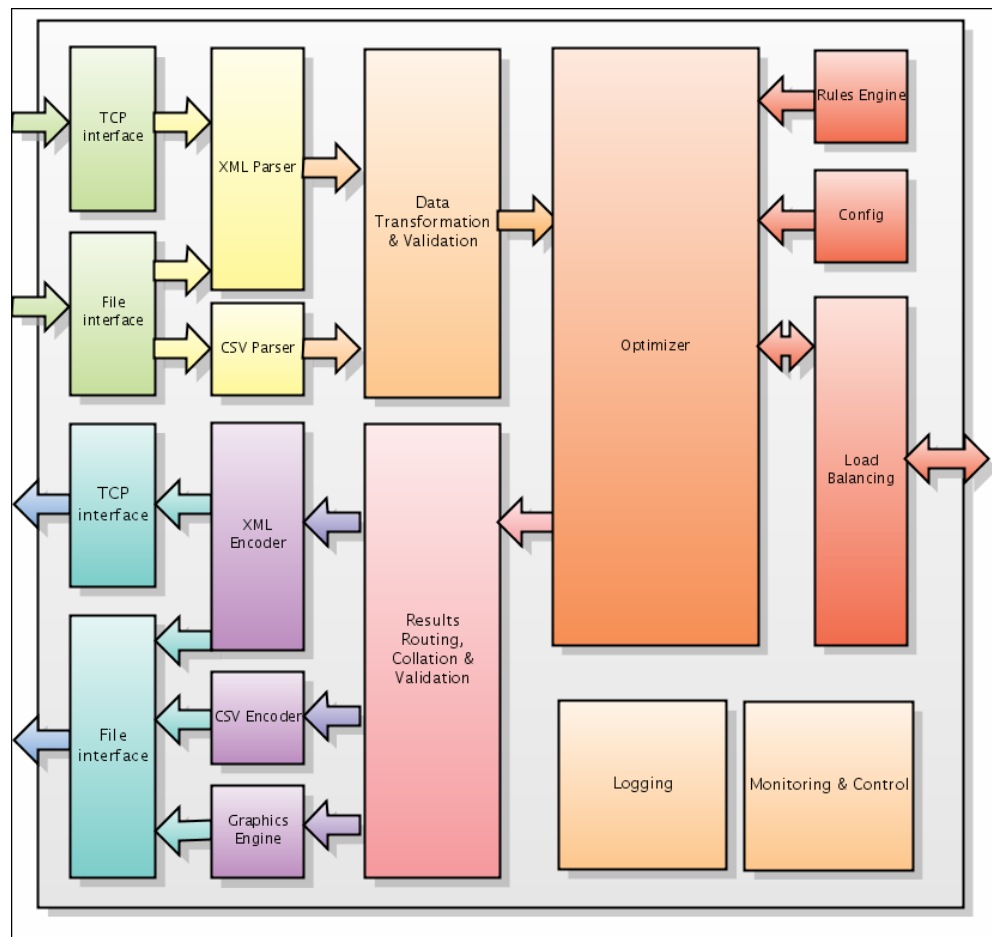 TCP
interface
XML Parser
Data
Transformation
& Validation
Optimizer
Rules Engine
Config
File
interface
CSV Parser
Load
Balancing
TCP
interface
XML
Encoder
Results
Routing,
Collation &
Validation
File
interface
CSV Encoder
Graphics
Engine
Logging
Monitoring & Control